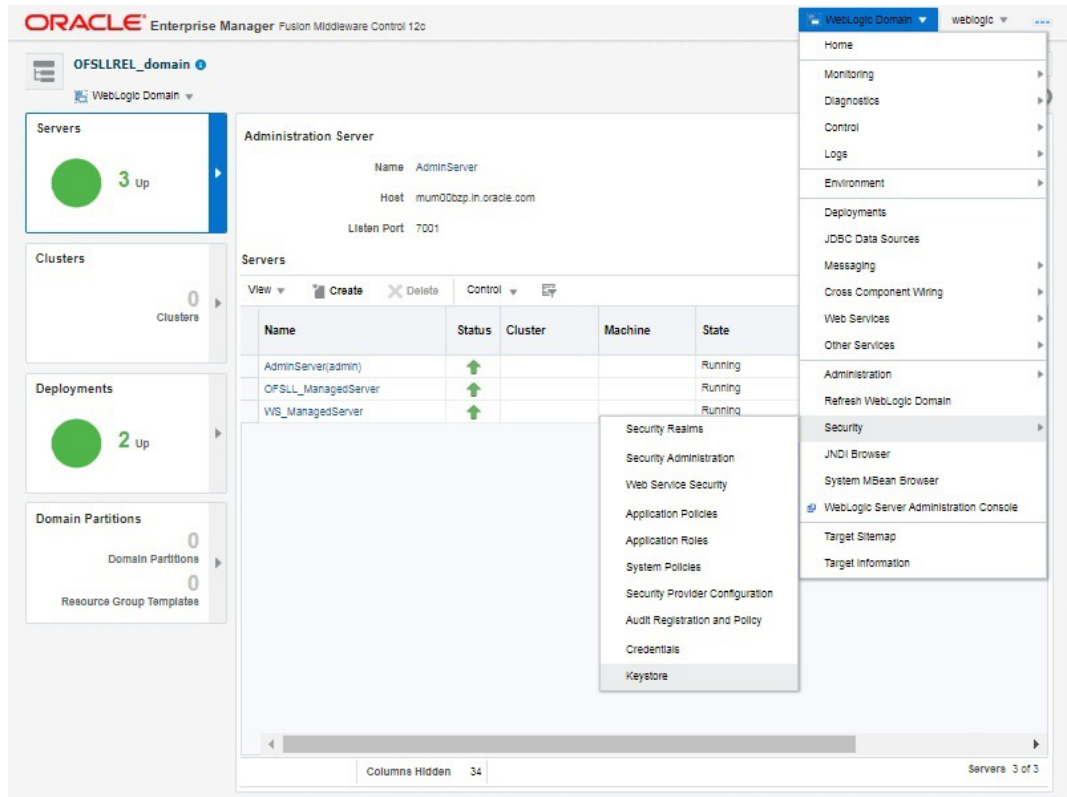 ORACLE Enterprise Manager Fusion Middleware Control 12c
WebLogic Domain
weblogic
OFSLLREL_domain
WebLogic Domain
Servers
3 Up
Clusters
0
Clusters
Deployments
2 Up
Domain Partitions
0
Domain Partitions
0
Resource Group Templates
Administration Server
Name AdminServer
Host mum00bzp.in.oracle.com
Listen Port 7001
Servers
View Create Delete Control
Name Status Cluster Machine State
AdminServer(admin) Running
OFSLL_ManagedServer Running
WS_ManagedServer Running
Columns Hidden 34
Servers 3 of 3
Home
Monitoring
Diagnostics
Control
Logs
Environment
Deployments
JDBC Data Sources
Messaging
Cross Component Wiring
Web Services
Other Services
Administration
Refresh WebLogic Domain
Security
JNDI Browser
System MBean Browser
WebLogic Server Administration Console
Target Sitemap
Target Information
Security Realms
Security Administration
Web Service Security
Application Policies
Application Roles
System Policies
Security Provider Configuration
Audit Registration and Policy
Credentials
Keystore